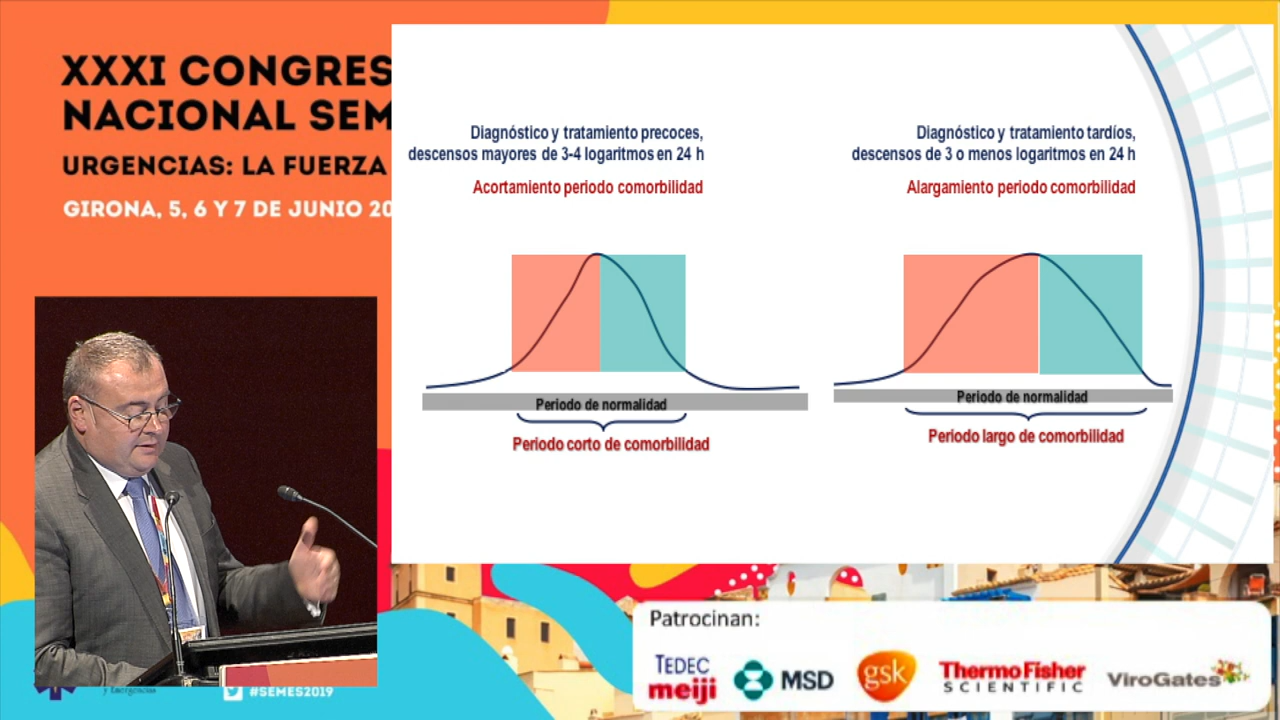 XXXI CONGRES
NACIONAL SEM
URGENCIAS: LA FUERZA
GIRONA, 5, 6 Y 7 DE JUNIO 20
Diagnóstico y tratamiento precoces,
descensos mayores de 3-4 logaritmos en 24 h
Acortamiento periodo comorbilidad
Periodo de normalidad
Periodo corto de comorbilidad
Diagnóstico y tratamiento tardíos,
descensos de 3 o menos logaritmos en 24 h
Alargamiento periodo comorbilidad
Periodo de normalidad
Periodo largo de comorbilidad
y Emergencias
#SEMES2019
Patrocinan:
TEDEC
meiji
MSD
gsk
ThermoFisher
SCIENTIFIC
ViroGates